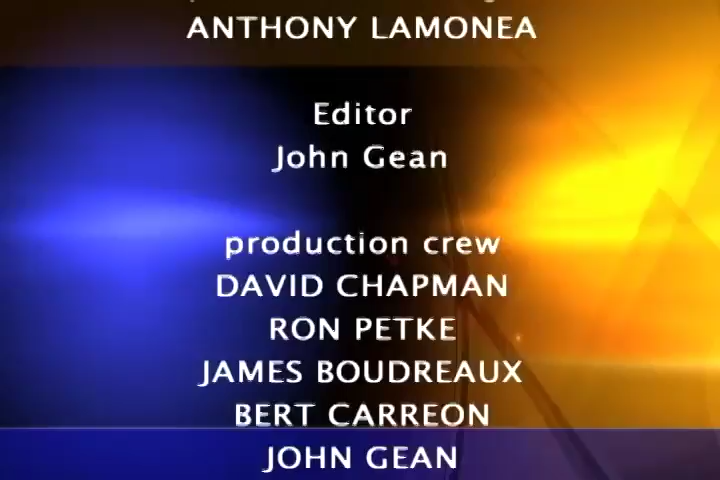 ANTHONY LAMONEA
Editor
John Gean
production crew
DAVID CHAPMAN
RON PETKE
JAMES BOUDREAUX
BERT CARREON
JOHN GEAN